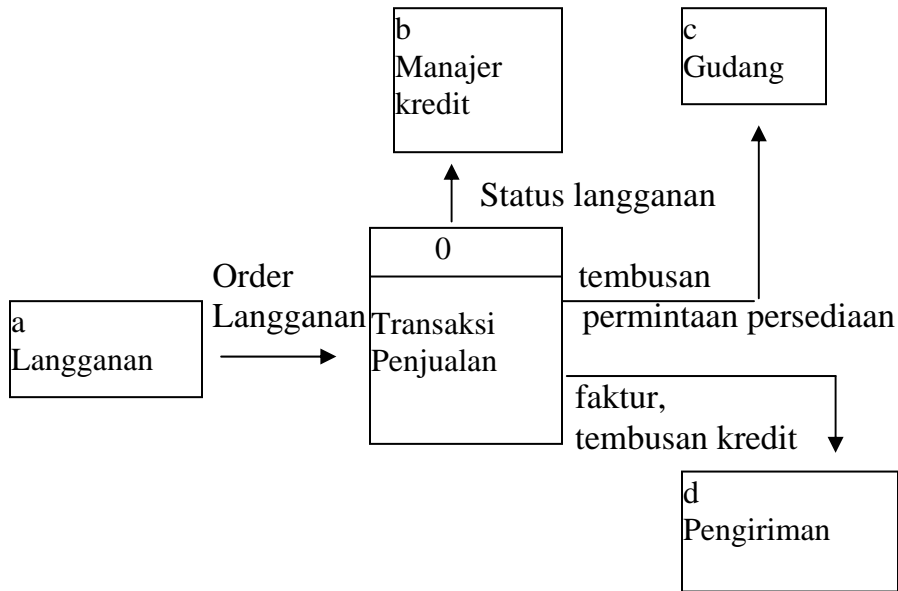 b
Manajer
kredit
c
Gudang
Status langganan
0
Order
Langganan
tembusan
permintaan persediaan
a
Langganan
Transaksi
Penjualan
faktur,
tembusan kredit
d
Pengiriman